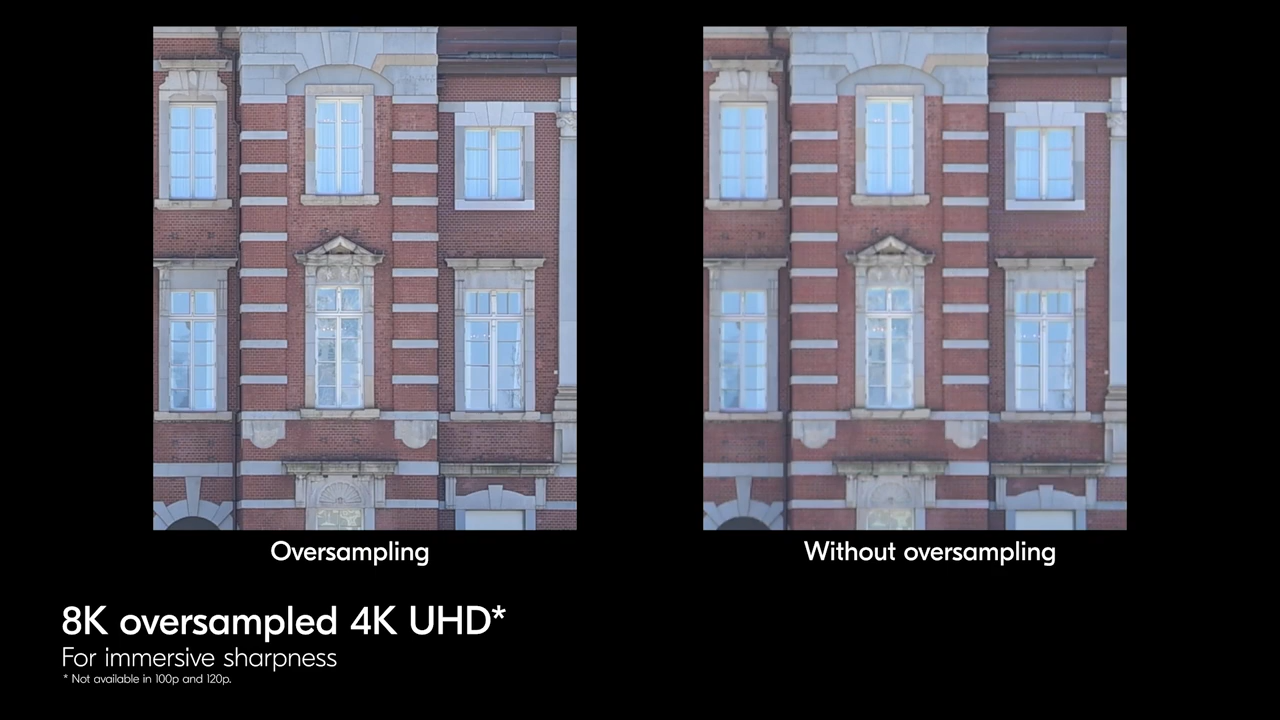 Oversampling
Without oversampling
8K oversampled 4K UHD*
For immersive sharpness
* Not available in 100p and 120p.